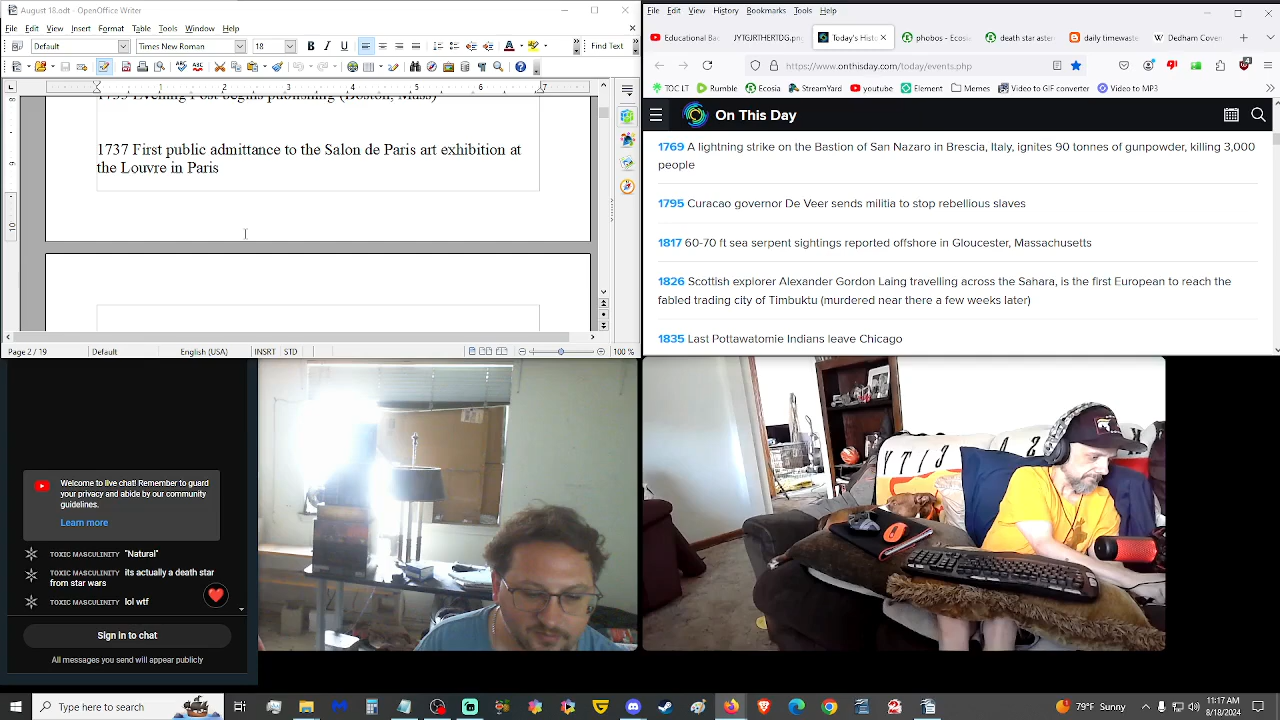 August 18.odt - OpenOffice Writer
File Edit View Insert Format Table Tools Window Help
Default Times New Roman 18 Find Text
1737 First public admittance to the Salon de Paris art exhibition at
the Louvre in Paris
Page 2 / 19 Default English (USA) INSRT STD 100 %
File Edit View History Bookmarks Tools Help
Educational Ba JYTGJRTHERTDG.png Today's Hist phobos - Ecos death star aster daily timewaste Dedham Coven
https://www.onthisday.com/today/events.php
TOC LT Rumble Ecosia StreamYard youtube Element Memes Video to GIF converter Video to MP3
On This Day
1769 A lightning strike on the Bastion of San Nazaro in Brescia, Italy, ignites 90 tonnes of gunpowder, killing 3,000
people
1795 Curacao governor De Veer sends militia to stop rebellious slaves
1817 60-70 ft sea serpent sightings reported offshore in Gloucester, Massachusetts
1826 Scottish explorer Alexander Gordon Laing travelling across the Sahara, is the first European to reach the
fabled trading city of Timbuktu (murdered near there a few weeks later)
1835 Last Pottawatomie Indians leave Chicago
Welcome to live chat! Remember to guard
your privacy and abide by our community
guidelines.
Learn more
TOXIC MASCULINITY "Natural"
TOXIC MASCULINITY its actually a death star
from star wars
TOXIC MASCULINITY lol wtf
Sign in to chat
All messages you send will appear publicly
Type here to search
79°F Sunny
11:17 AM
8/18/2024